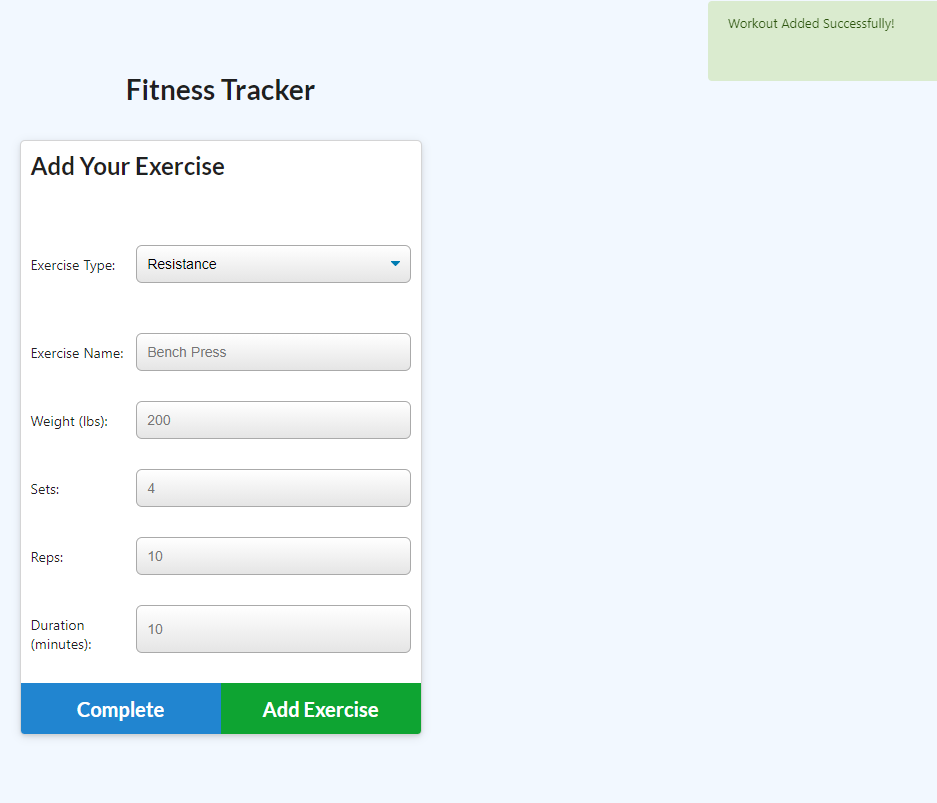 Workout Added Successfully!
Fitness Tracker
Add Your Exercise
Exercise Type: Resistance
Exercise Name: Bench Press
Weight (lbs): 200
Sets: 4
Reps: 10
Duration
(minutes): 10
Complete Add Exercise